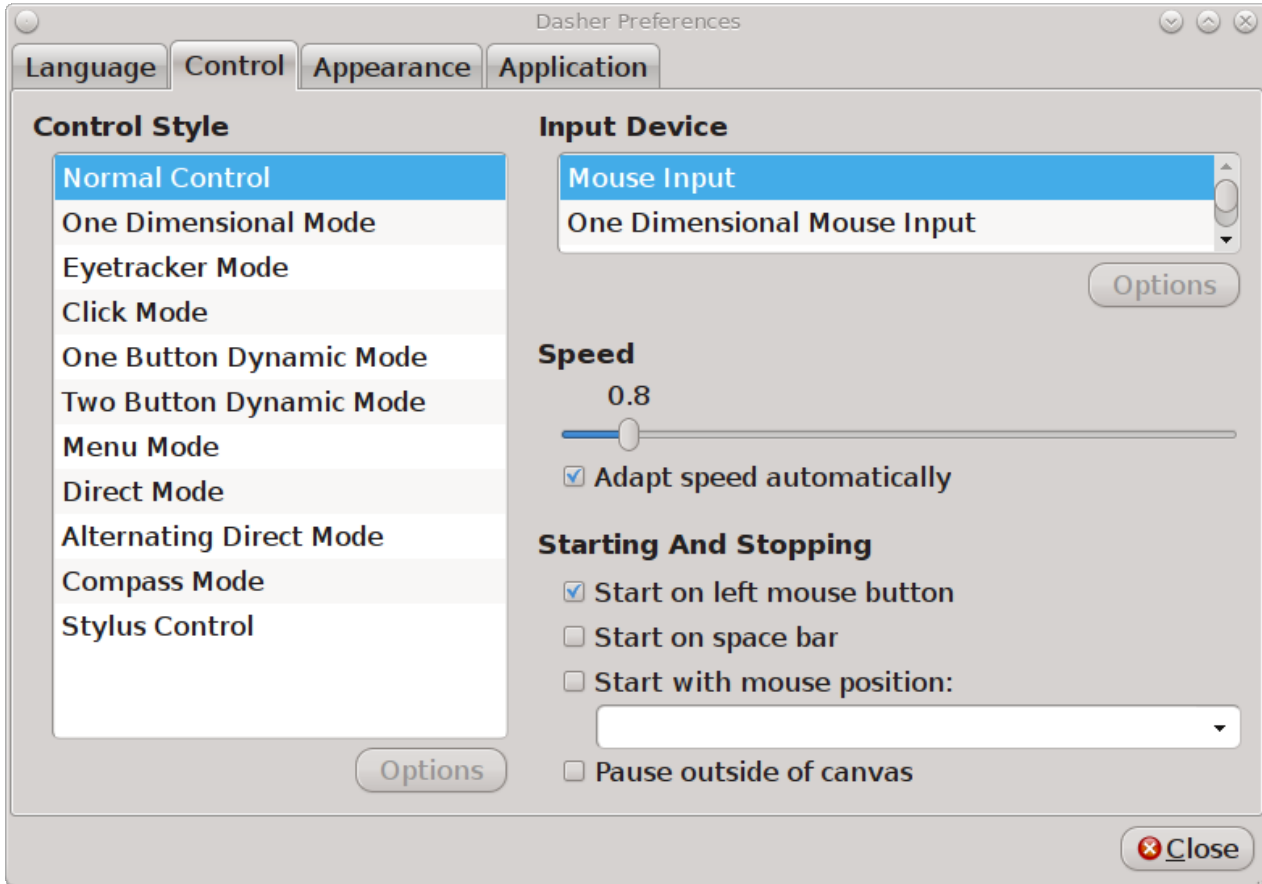 Dasher Preferences
Language Control Appearance Application
Control Style
Normal Control
One Dimensional Mode
Eyetracker Mode
Click Mode
One Button Dynamic Mode
Two Button Dynamic Mode
Menu Mode
Direct Mode
Alternating Direct Mode
Compass Mode
Stylus Control
Options
Input Device
Mouse Input
One Dimensional Mouse Input
Options
Speed
0.8
Adapt speed automatically
Starting And Stopping
Start on left mouse button
Start on space bar
Start with mouse position:
Pause outside of canvas
Close